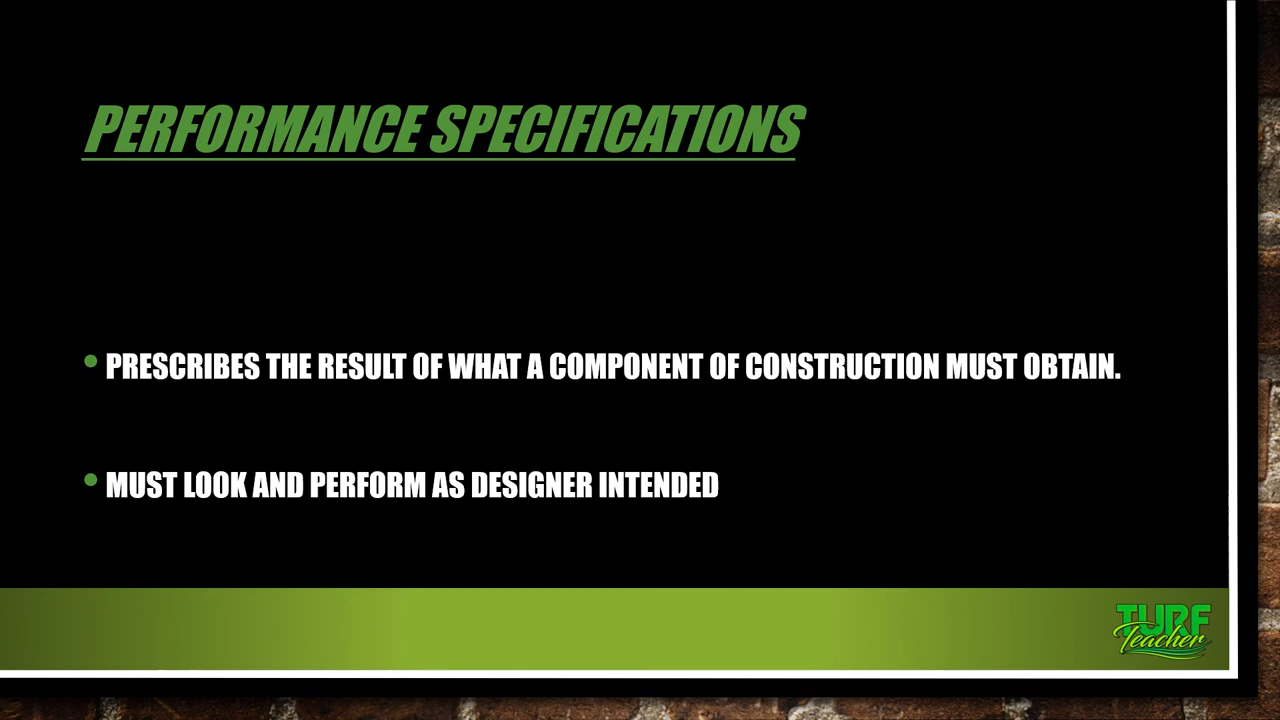 PERFORMANCE SPECIFICATIONS
PRESCRIBES THE RESULT OF WHAT A COMPONENT OF CONSTRUCTION MUST OBTAIN.
MUST LOOK AND PERFORM AS DESIGNER INTENDED
TURF
Teacher